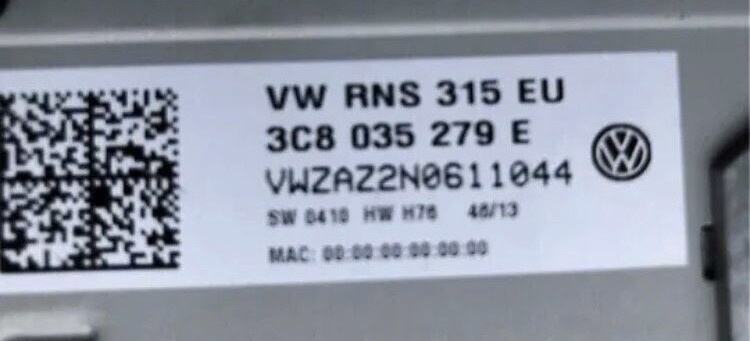 VW RNS 315 EU
3C8 035 279 E
VWZAZ2N0611044
SW 0410 HW H76 46/13
MAC: 00:00:00:00:00:00